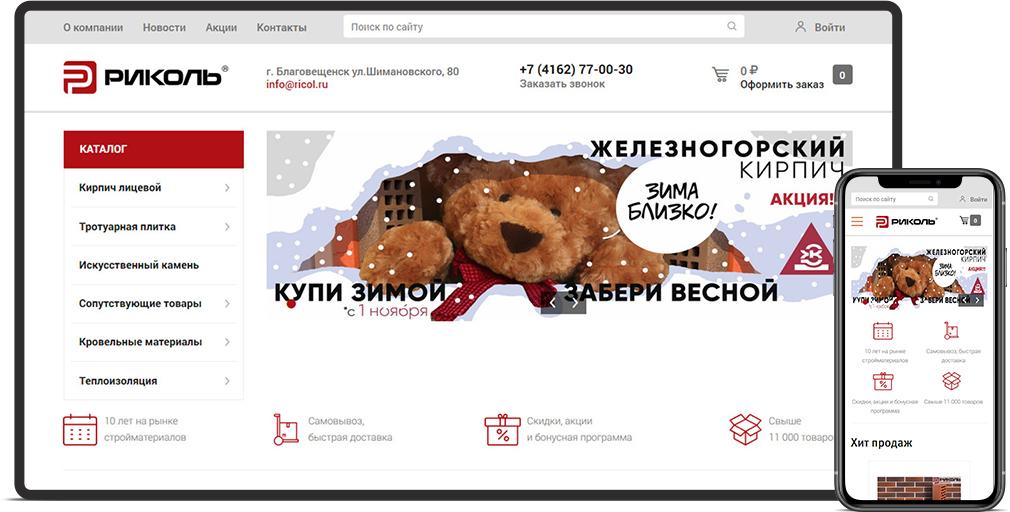 О компании Новости Акции Контакты Поиск по сайту Войти
РИКОЛЬ®
г. Благовещенск ул.Шимановского, 80
info@ricol.ru
+7 (4162) 77-00-30
Заказать звонок
0 ₽
Оформить заказ
0
КАТАЛОГ
Кирпич лицевой
Тротуарная плитка
Искусственный камень
Сопутствующие товары
Кровельные материалы
Теплоизоляция
ЖЕЛЕЗНОГОРСКИЙ
КИРПИЧ
ЗИМА
БЛИЗКО!
АКЦИЯ!
КУПИ ЗИМОЙ ЗАБЕРИ ВЕСНОЙ
*с 1 ноября
10 лет на рынке
стройматериалов
Самовывоз,
быстрая доставка
Скидки, акции
и бонусная программа
Свыше
11 000 товаро
Поиск по сайту Войти
РИКОЛЬ® 0
ЖЕЛЕЗНОГОРСКИЙ
КИРПИЧ
ЗИМА
БЛИЗКО!
АКЦИЯ!
КУПИ ЗИМОЙ ЗАБЕРИ ВЕСНОЙ
*с 1 ноября
10 лет на рынке
стройматериалов
Самовывоз, быстрая
доставка
Скидки, акции и бонусная
программа
Свыше 11 000 товаров
Хит продаж
РИКОЛЬ